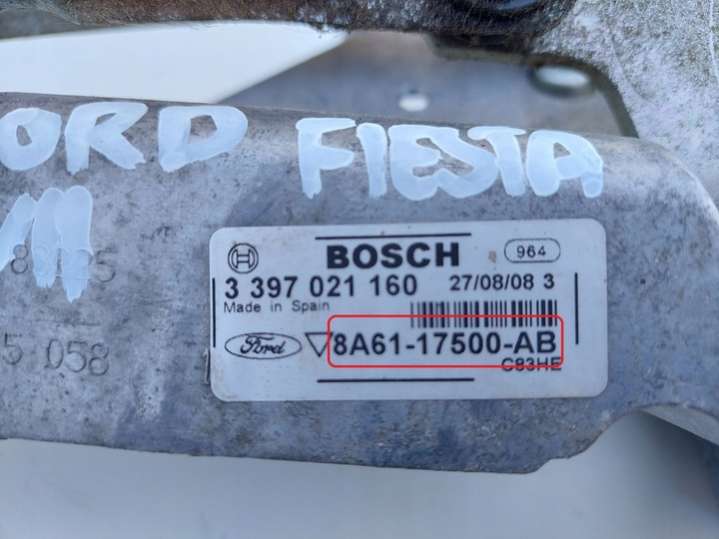 ORD FIESTA
BOSCH
964
3 397 021 160
27/08/08 3
Made in Spain
Ford
8A61-17500-AB
C83HE
5 058